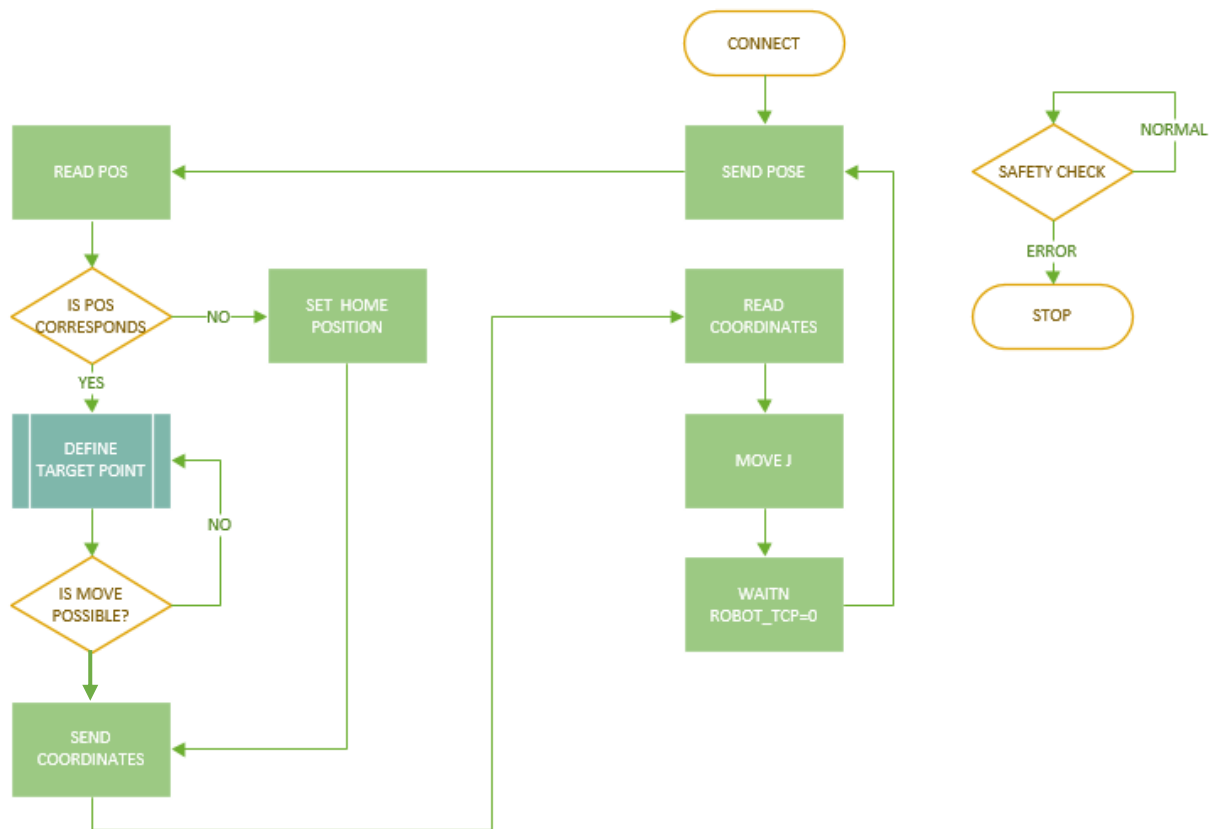 CONNECT
READ POS
SEND POSE
SAFETY CHECK
NORMAL
ERROR
STOP
IS POS
CORRESPONDS
NO
SET HOME
POSITION
READ
COORDINATES
YES
DEFINE
TARGET POINT
NO
MOVE J
IS MOVE
POSSIBLE?
WAITN
ROBOT_TCP=0
SEND
COORDINATES